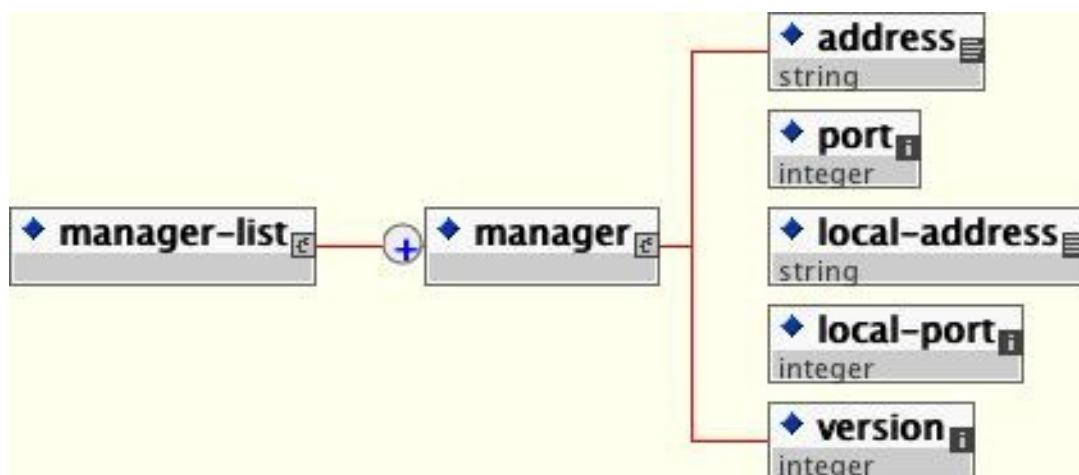 address
string
port
integer
manager-list
manager
local-address
string
local-port
integer
version
integer